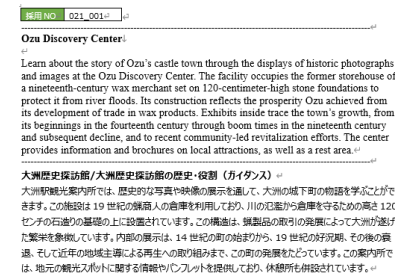 採用 NO 021_001
Ozu Discovery Center
Learn about the story of Ozu's castle town through the displays of historic photographs
and images at the Ozu Discovery Center. The facility occupies the former storehouse of
a nineteenth-century wax merchant set on 120-centimeter-high stone foundations to
protect it from river floods. Its construction reflects the prosperity Ozu achieved from
its development of trade in wax products. Exhibits inside trace the town's growth, from
its beginnings in the fourteenth century through boom times in the nineteenth century
and subsequent decline, and to recent community-led revitalization efforts. The center
provides information and brochures on local attractions, as well as a rest area.
大洲歴史探訪館/大洲歴史探訪館の歴史・役割（ガイダンス）
大洲駅観光案内所では、歴史的な写真や映像の展示を通して、大洲の城下町の物語を学ぶことがで
きます。この施設は 19 世紀の蝋商人の倉庫を利用しており、川の氾濫から倉庫を守るための高さ 120
センチの石造りの基礎の上に設置されています。この構造は、蝋製品の取引の発展によって大洲が遂げ
た繁栄を象徴しています。内部の展示は、14 世紀の町の始まりから、19 世紀の好況期、その後の衰
退、そして近年の地域主導による再生への取り組みまで、この町の発展をたどっています。この案内所で
は、地元の観光スポットに関する情報やパンフレットを提供しており、休憩所も併設されています。